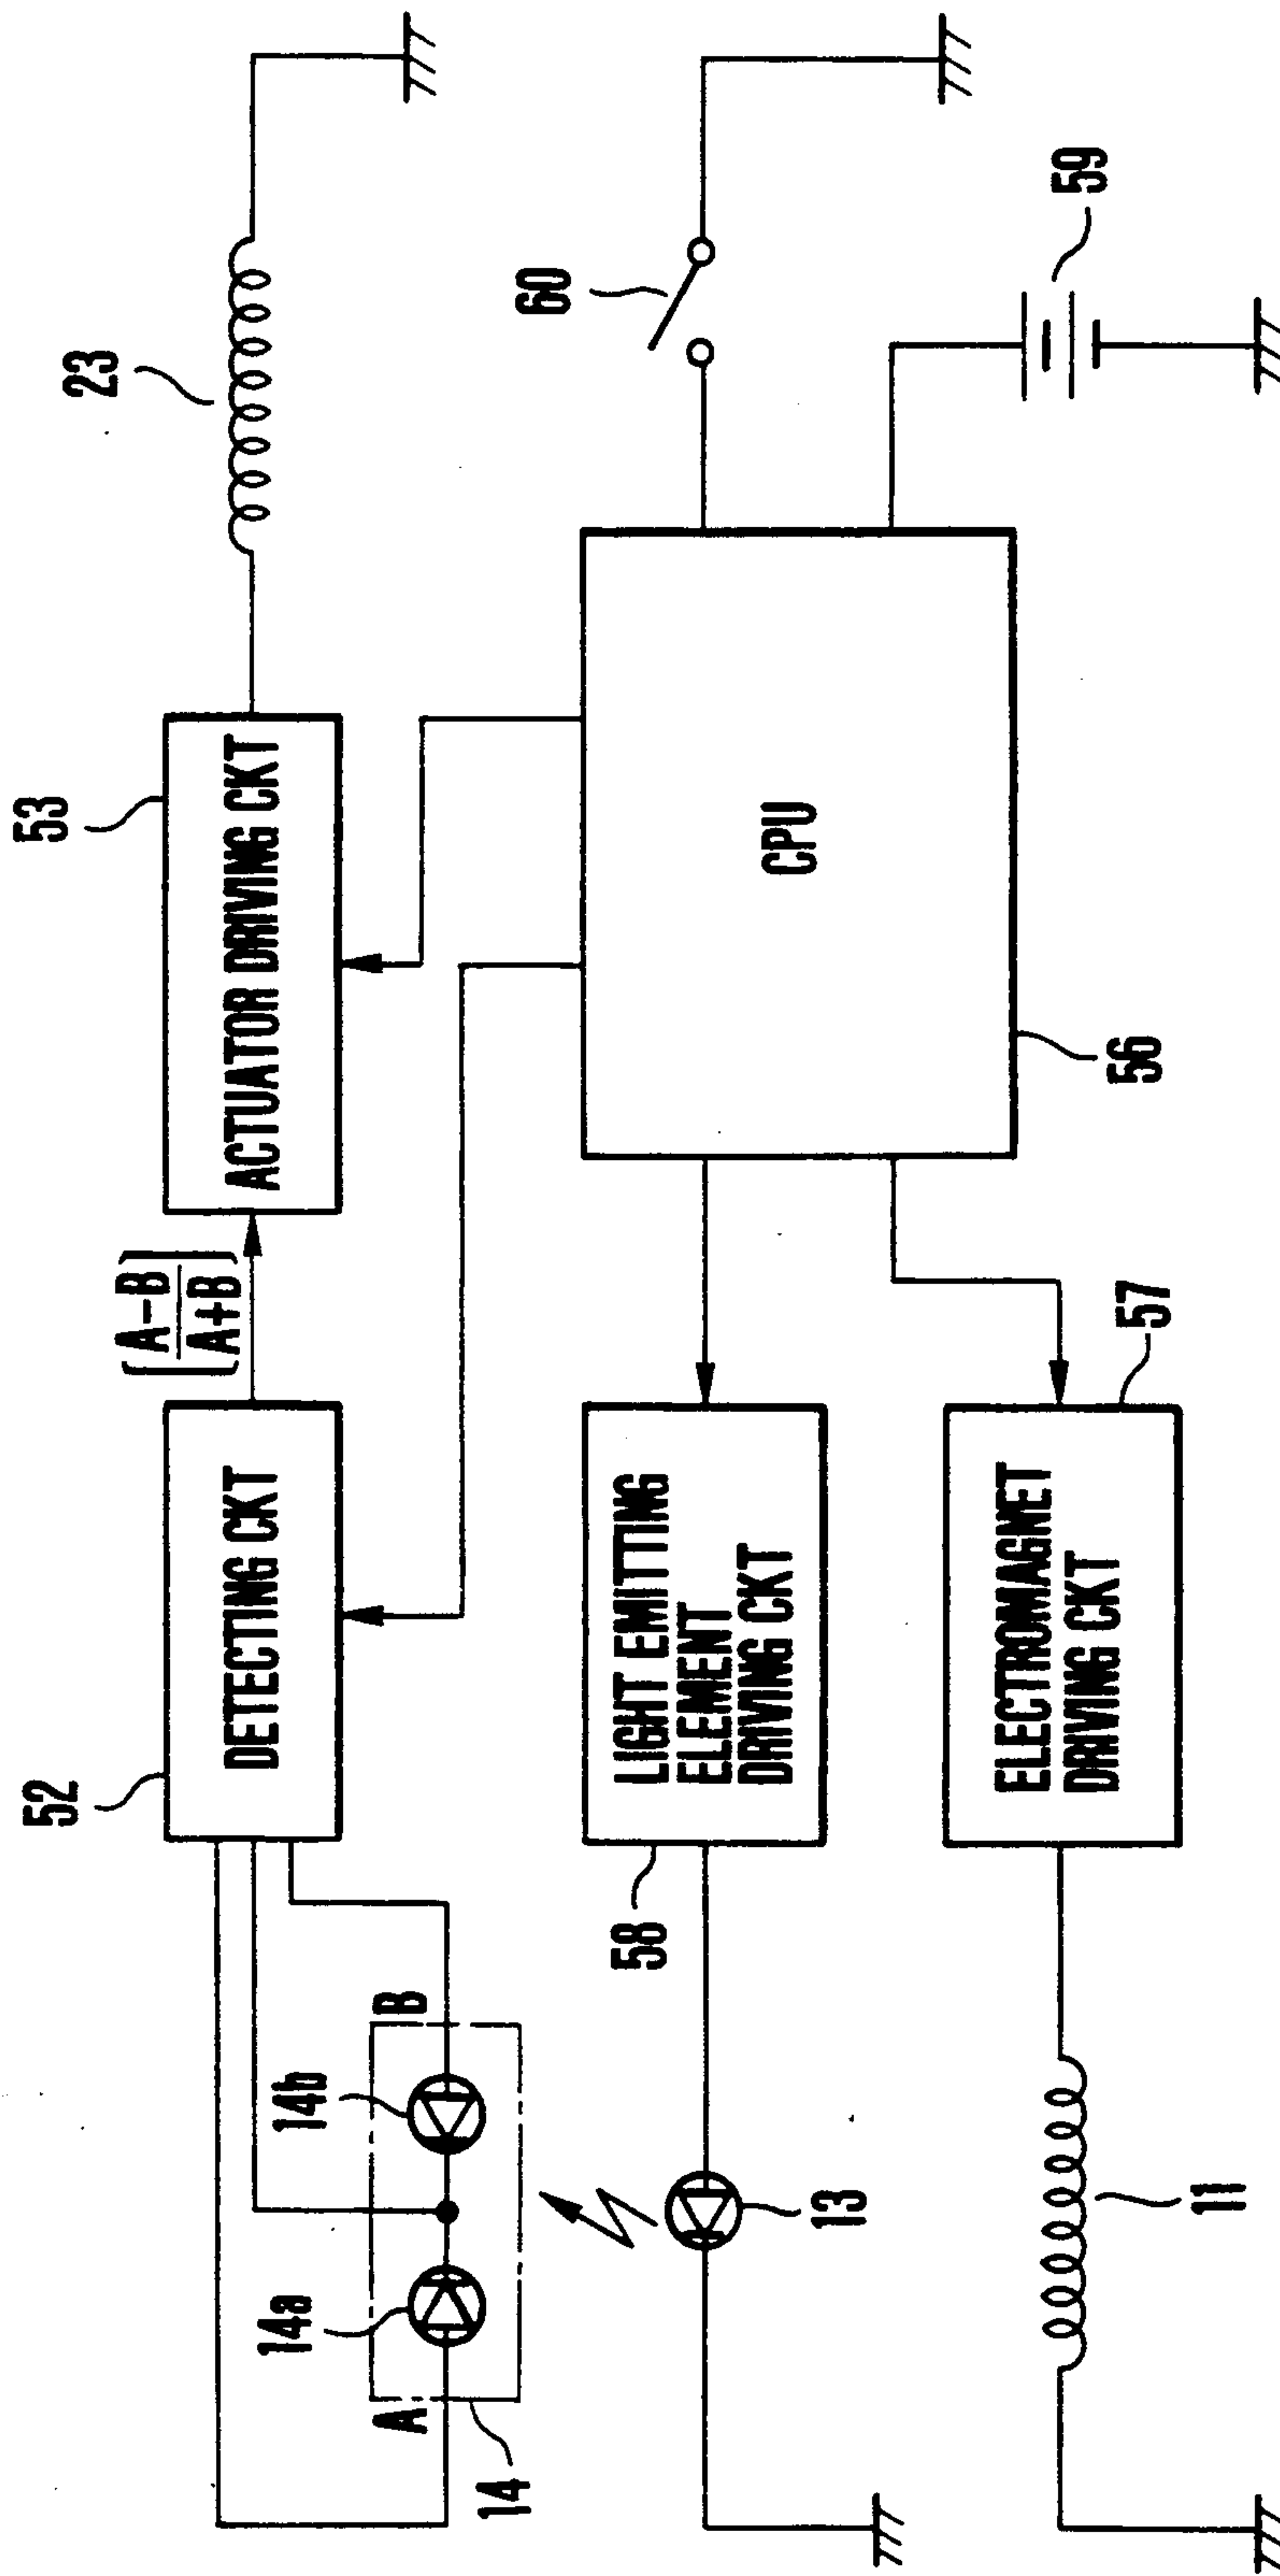 52
DETECTING CKT
A-B
A+B
53
ACTUATOR DRIVING CKT
23
14a
14b
A
B
14
58
LIGHT EMITTING
ELEMENT
DRIVING CKT
13
CPU
56
60
59
ELECTROMAGNET
DRIVING CKT
57
11